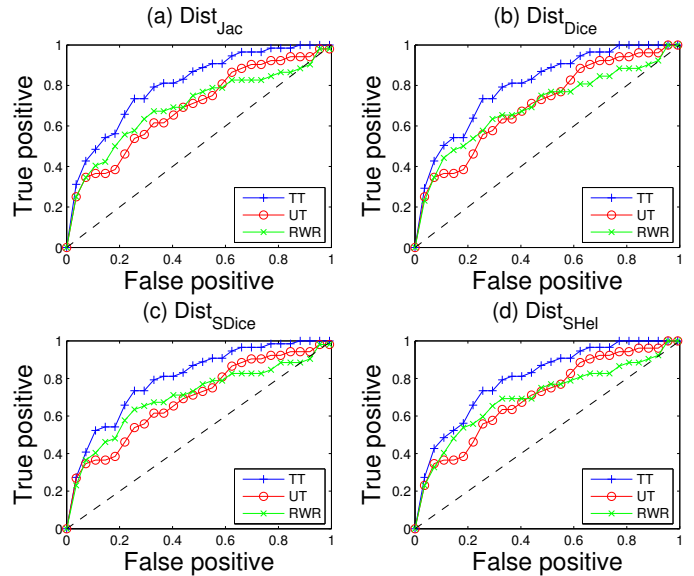 (a) Dist_Jac
True positive
1
0.8
0.6
0.4
0.2
0
0 0.2 0.4 0.6 0.8 1
False positive
TT
UT
RWR
(b) Dist_Dice
True positive
1
0.8
0.6
0.4
0.2
0
0 0.2 0.4 0.6 0.8 1
False positive
TT
UT
RWR
(c) Dist_SDice
True positive
1
0.8
0.6
0.4
0.2
0
0 0.2 0.4 0.6 0.8 1
False positive
TT
UT
RWR
(d) Dist_SHel
True positive
1
0.8
0.6
0.4
0.2
0
0 0.2 0.4 0.6 0.8 1
False positive
TT
UT
RWR